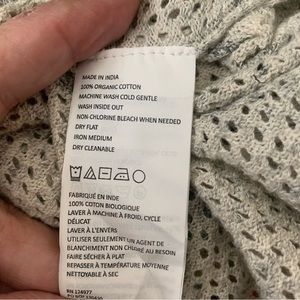 MADE IN INDIA
100% ORGANIC COTTON
MACHINE WASH COLD GENTLE
WASH INSIDE OUT
NON-CHLORINE BLEACH WHEN NEEDED
DRY FLAT
IRON MEDIUM
DRY CLEANABLE
FABRIQUÉ EN INDE
100% COTON BIOLOGIQUE
LAVER À MACHINE À FROID, CYCLE
DÉLICAT
LAVER À L'ENVERS
UTILISER SEULEMENT UN AGENT DE
BLANCHIMENT NON CHLORÉ AU BESOIN
FAIRE SÉCHER À PLAT
REPASSER À TEMPÉRATURE MOYENNE
NETTOYABLE À SEC
RN 124977